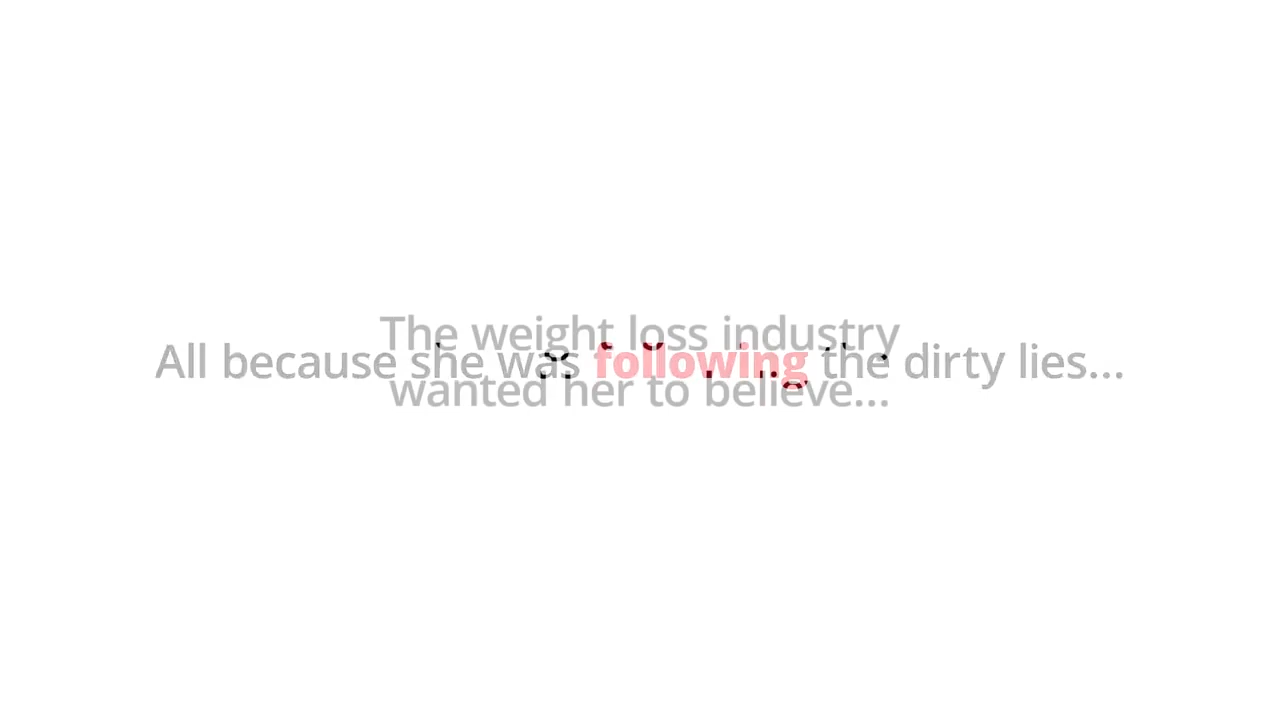 The weight loss industry
All because she was following the dirty lies...
wanted her to believe...